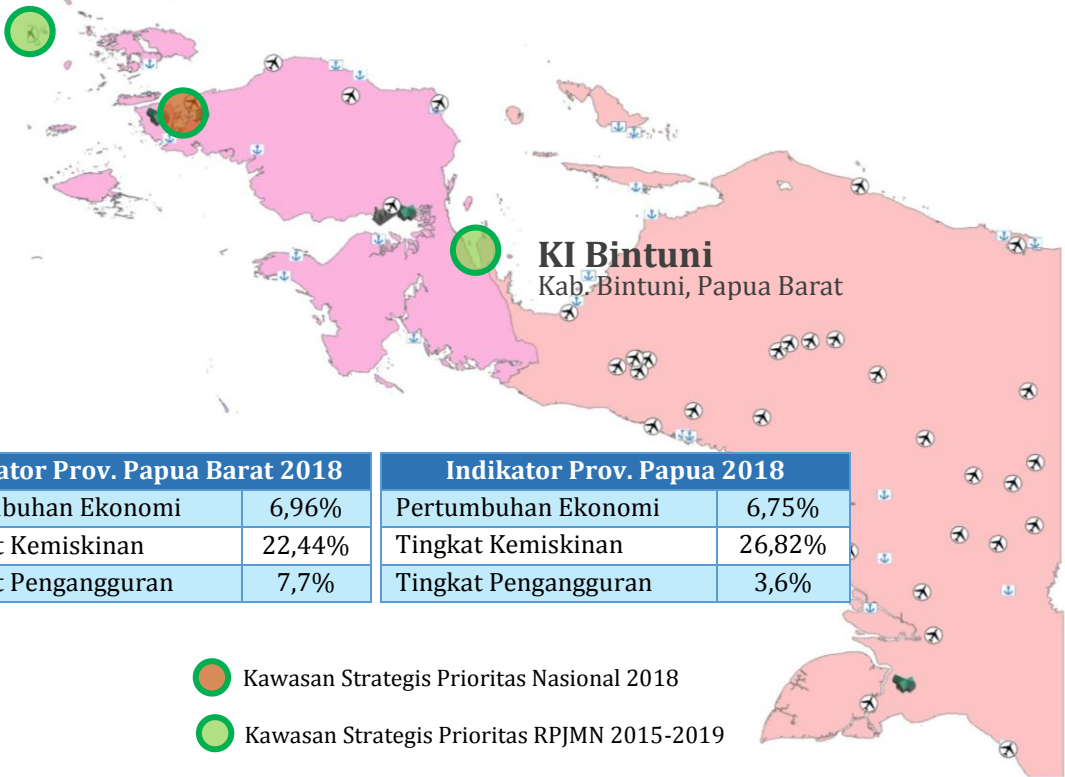 KI Bintuni
Kab. Bintuni, Papua Barat
ator Prov. Papua Barat 2018
buhan Ekonomi 6,96%
t Kemiskinan 22,44%
t Pengangguran 7,7%
Indikator Prov. Papua 2018
Pertumbuhan Ekonomi 6,75%
Tingkat Kemiskinan 26,82%
Tingkat Pengangguran 3,6%
Kawasan Strategis Prioritas Nasional 2018
Kawasan Strategis Prioritas RPJMN 2015-2019